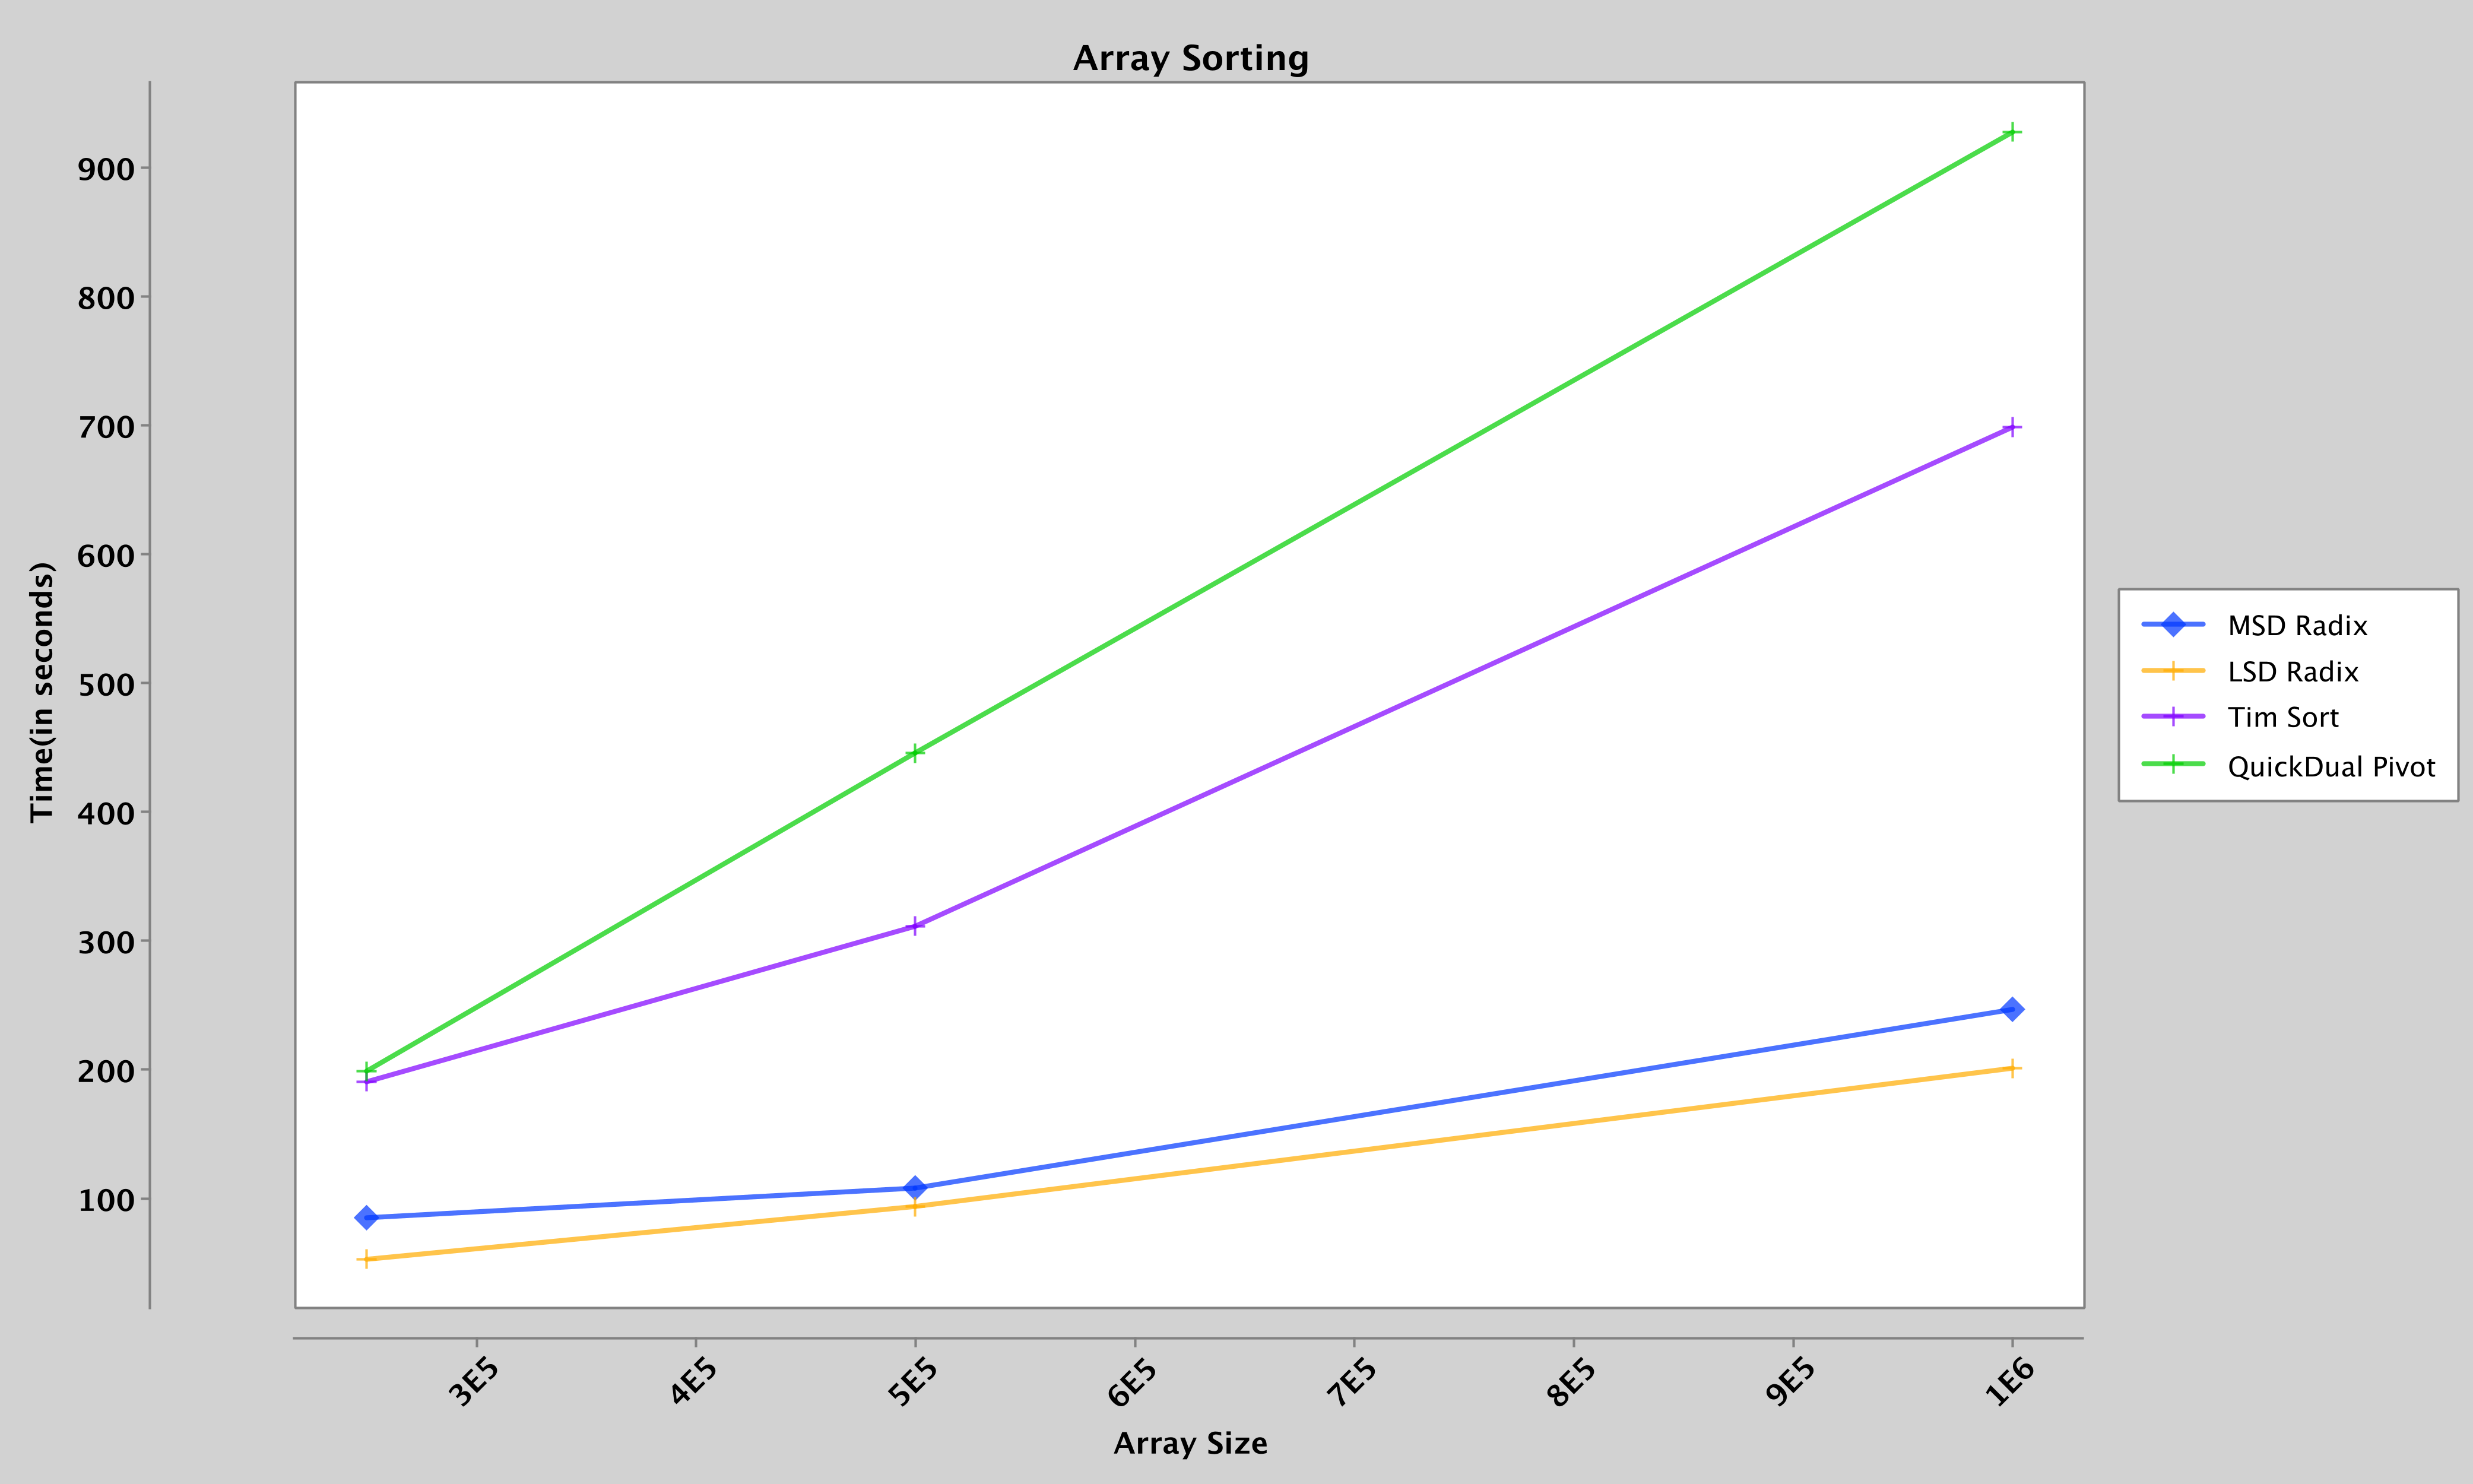 Array Sorting
Time(in seconds)
900
800
700
600
500
400
300
200
100
3E5
4E5
5E5
6E5
7E5
8E5
9E5
1E6
Array Size
MSD Radix
LSD Radix
Tim Sort
QuickDual Pivot